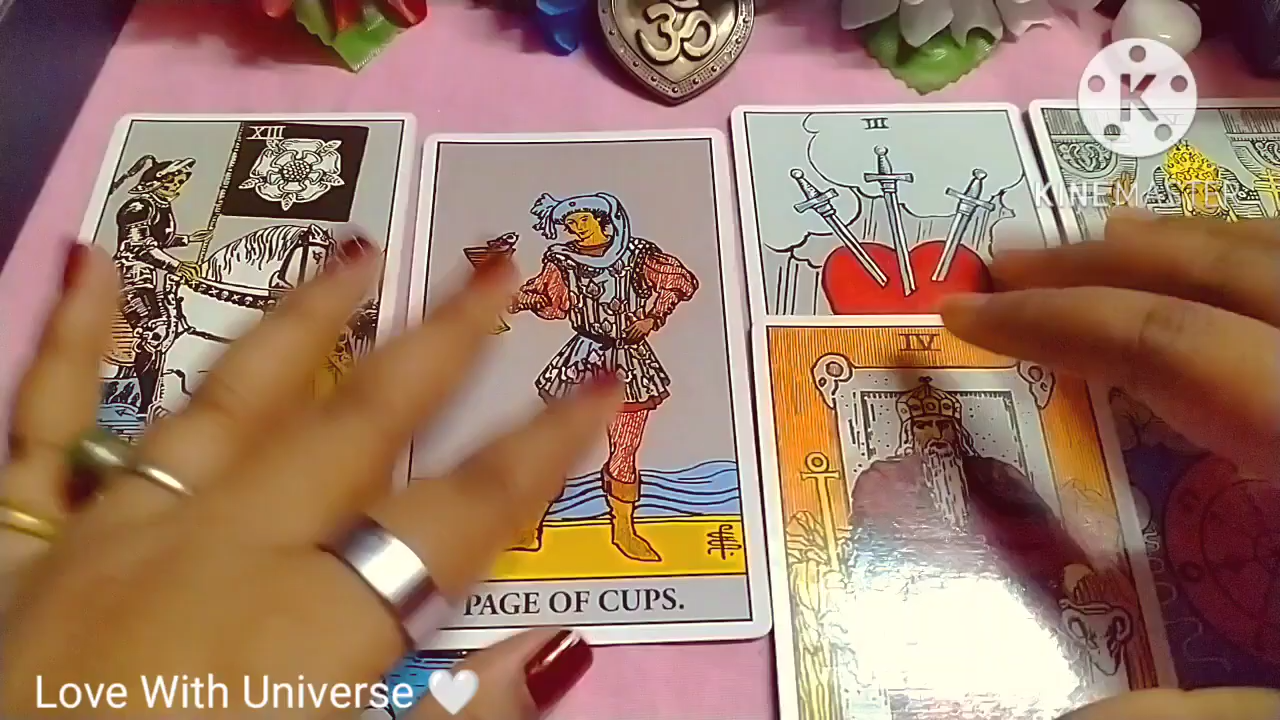 XIII
III
K
KINEMASTER
IV
PAGE OF CUPS.
Love With Universe 🤍